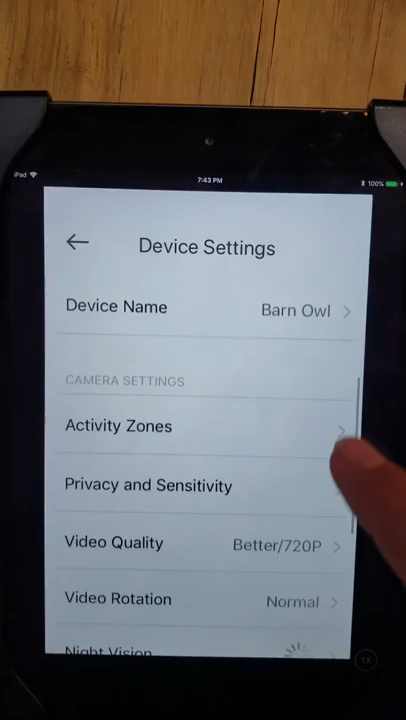 iPad
7:43 PM
100%
Device Settings
Device Name
Barn Owl
CAMERA SETTINGS
Activity Zones
Privacy and Sensitivity
Video Quality
Better/720P
Video Rotation
Normal
Night Vision